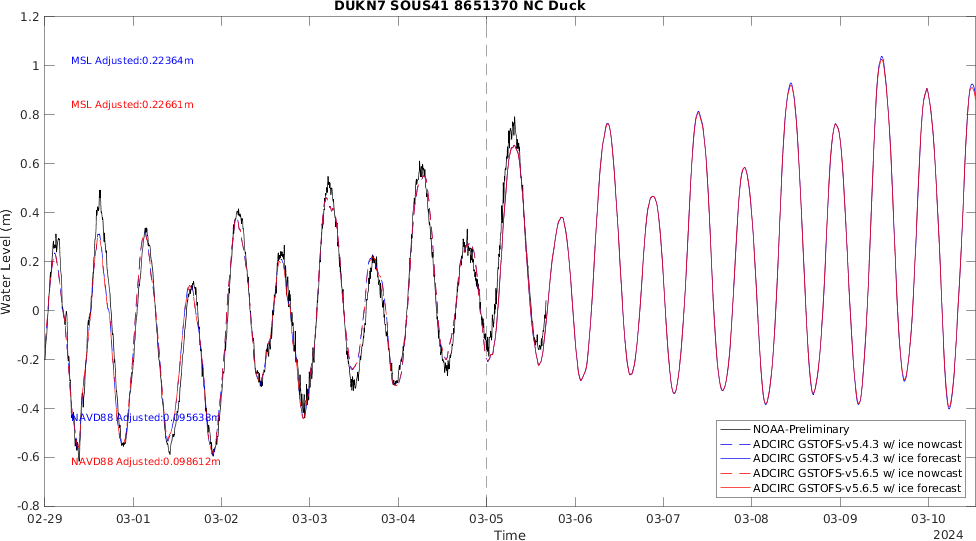 DUKN7 SOUS41 8651370 NC Duck
1.2
1
0.8
0.6
0.4
0.2
0
-0.2
-0.4
-0.6
-0.8
Water Level (m)
MSL Adjusted:0.22364m
MSL Adjusted:0.22661m
NAVD88 Adjusted:0.095638m
NAVD88 Adjusted:0.098612m
NOAA-Preliminary
ADCIRC GSTOFS-v5.4.3 w/ ice nowcast
ADCIRC GSTOFS-v5.4.3 w/ ice forecast
ADCIRC GSTOFS-v5.6.5 w/ ice nowcast
ADCIRC GSTOFS-v5.6.5 w/ ice forecast
02-29 03-01 03-02 03-03 03-04 03-05 03-06 03-07 03-08 03-09 03-10
Time
2024